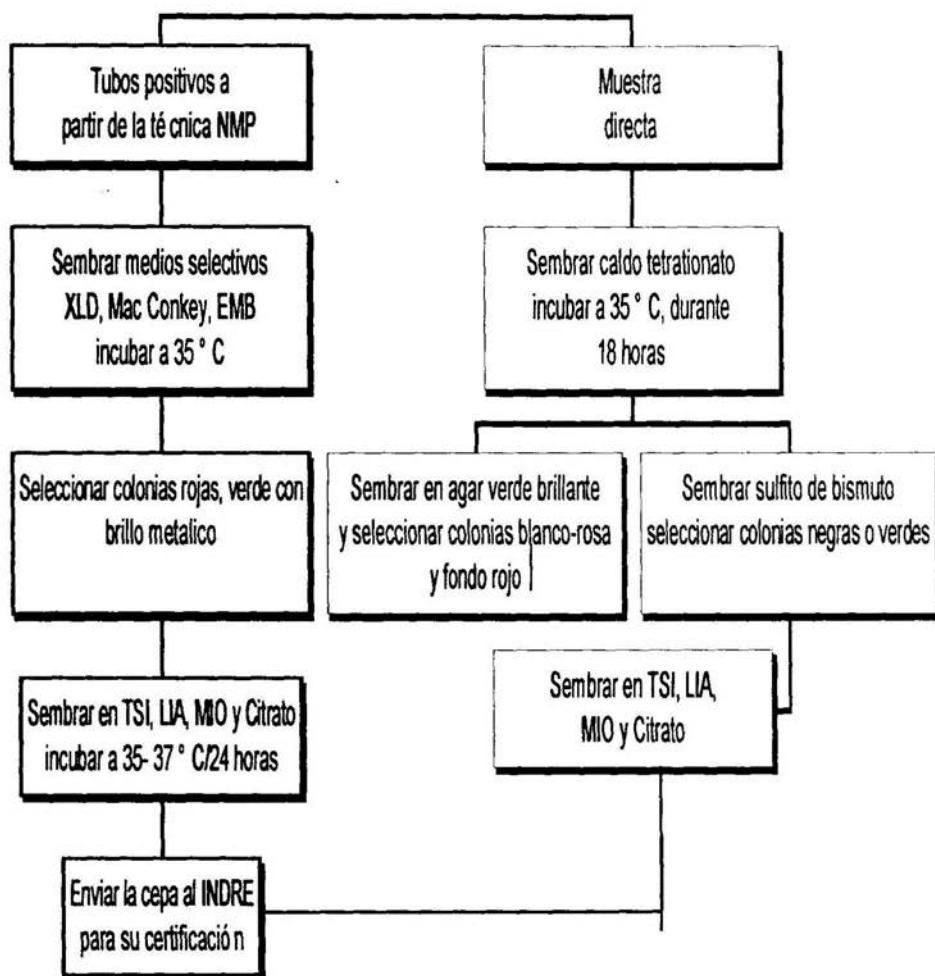 Tubos positivos a
partir de la té cnica NMP
Muestra
directa
Sembrar medios selectivos
XLD, Mac Conkey, EMB
incubar a 35 ° C
Sembrar caldo tetrationato
incubar a 35 ° C, durante
18 horas
Seleccionar colonias rojas, verde con
brillo metalico
Sembrar en agar verde brillante
y seleccionar colonias blanco-rosa
y fondo rojo
Sembrar sulfito de bismuto
seleccionar colonias negras o verdes
Sembrar en TSI, LIA, MIO y Citrato
incubar a 35- 37 ° C/24 horas
Sembrar en TSI, LIA,
MIO y Citrato
Enviar la cepa al INDRE
para su certificació n